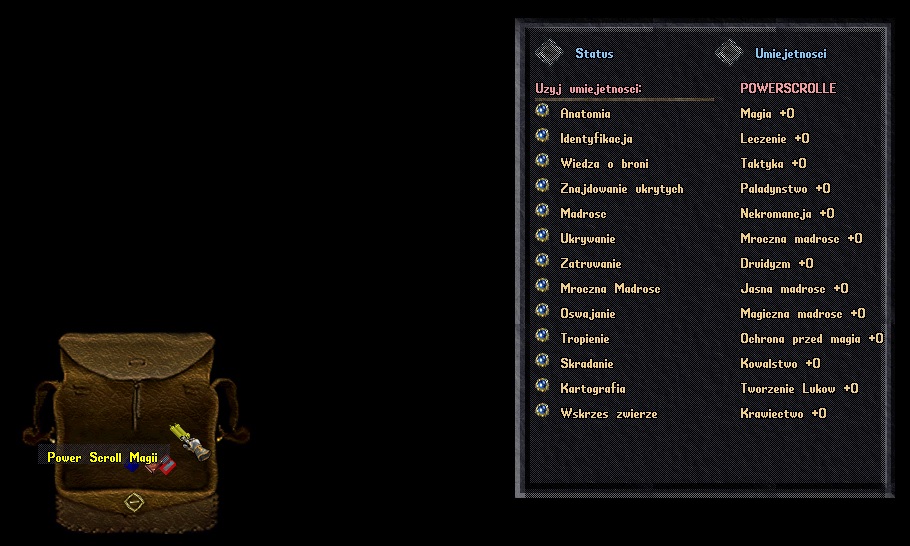 Status
Umiejetnosci
Uzyj umiejetnosci:
Anatomia
Identyfikacja
Wiedza o broni
Znajdowanie ukrytych
Madrosc
Ukrywanie
Zatruwanie
Mroczna Madrosc
Oswajanie
Tropienie
Skradanie
Kartografia
Wskrzes zwierze
POWERSCROLLE
Magia +0
Leczenie +0
Taktyka +0
Paladynstwo +0
Nekromancja +0
Mroczna madrosc +0
Druidyzm +0
Jasna madrosc +0
Magiczna madrosc +0
Ochrona przed magia +0
Kowalstwo +0
Tworzenie Lukow +0
Krawiectwo +0
Power Scroll Magii